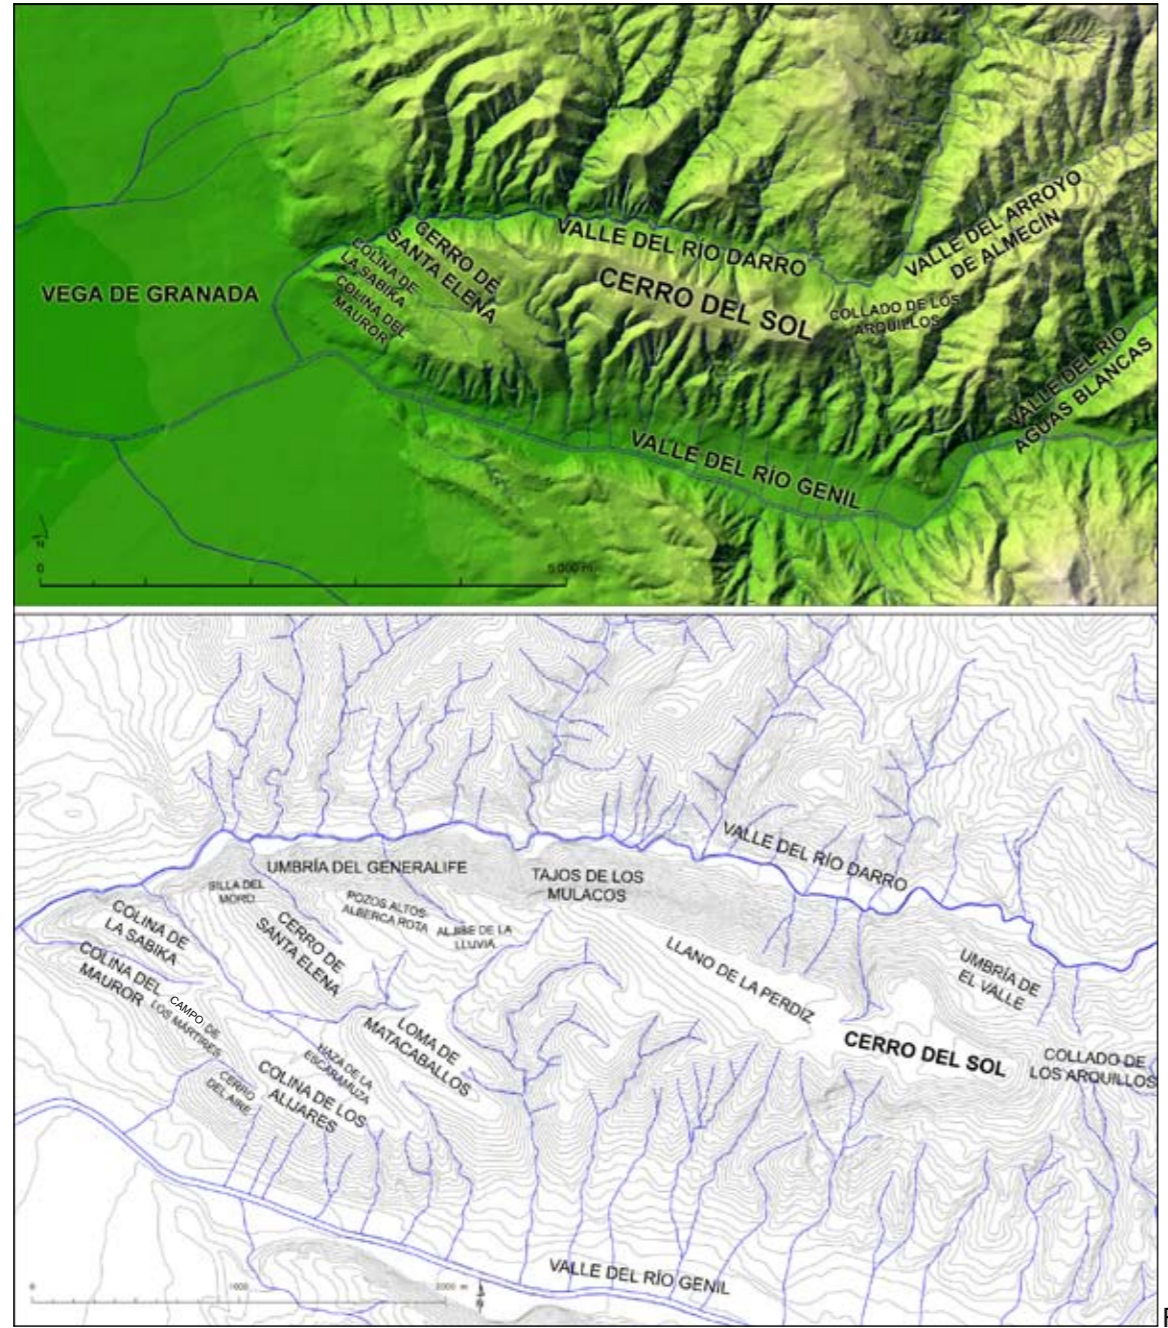 VALLE DEL RÍO DARRO
VALLE DEL ARROYO
DE ALMECÍN
CERRO DE
SANTA ELENA
COLINA DE
LA SABIKA
COLINA DEL
MAUROR
VEGA DE GRANADA
CERRO DEL SOL
COLLADO DE LOS
ARQUILLOS
VALLE DEL RÍO
AGUAS BLANCAS
VALLE DEL RÍO GENIL
N
0
5.000 m
VALLE DEL RÍO DARRO
UMBRÍA DEL GENERALIFE
TAJOS DE LOS
MULACOS
SILLA DEL
MORO
POZOS ALTOS-
ALBERCA ROTA
ALJIBE DE LA
LLUVIA
COLINA DE
LA SABIKA
CERRO DE
SANTA ELENA
COLINA DEL
MAUROR
CAMPO DE
LOS MÁRTIRES
LLANO DE LA PERDIZ
UMBRÍA DE
EL VALLE
LOMA DE
MATACABALLOS
CERRO DEL SOL
COLLADO DE
LOS ARQUILLOS
HAZA DE LA
ESCARAMUZA
CERRO
DEL AIRE
COLINA DE LOS
ALIJARES
VALLE DEL RÍO GENIL
0
1000
2000 m
N
F